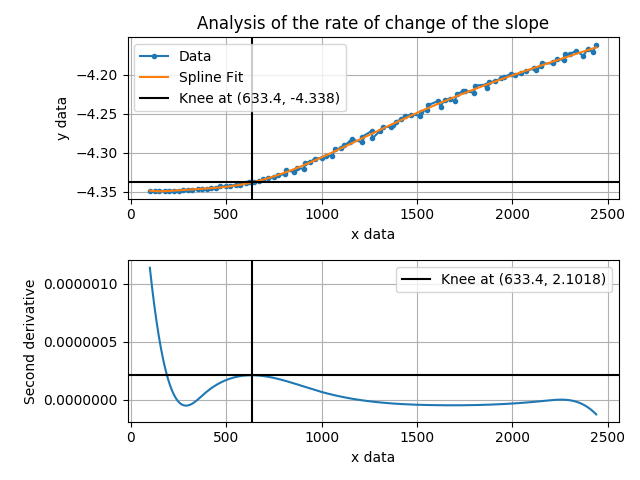 Analysis of the rate of change of the slope
Data
Spline Fit
Knee at (633.4, -4.338)
y data
−4.20
−4.25
−4.30
−4.35
0 500 1000 1500 2000 2500
x data
Knee at (633.4, 2.1018)
Second derivative
0.0000010
0.0000005
0.0000000
0 500 1000 1500 2000 2500
x data